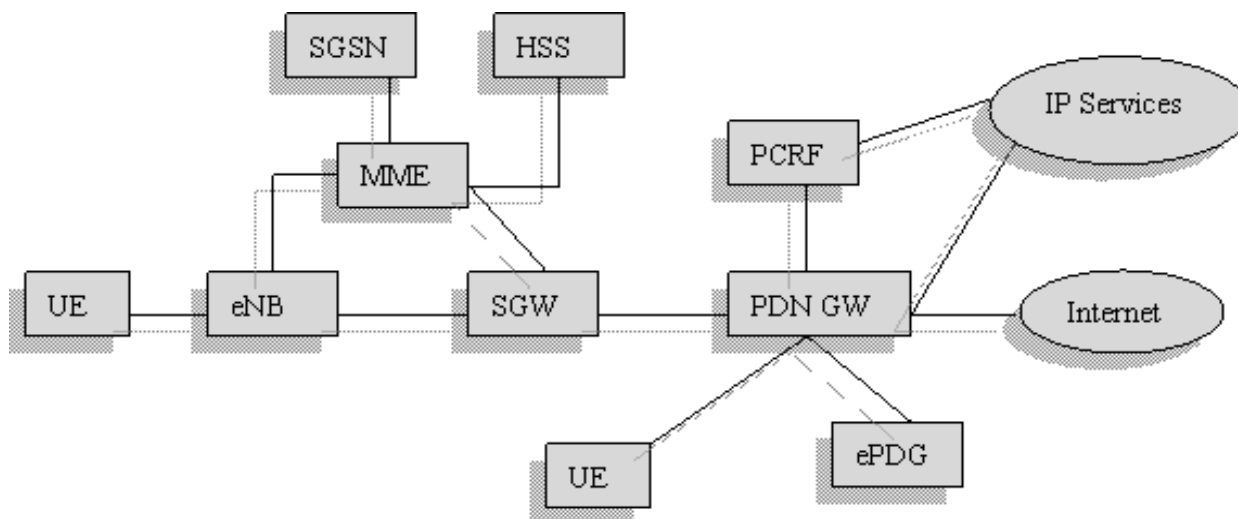 SGSN
HSS
IP Services
PCRF
MME
UE
eNB
SGW
PDN GW
Internet
UE
ePDG